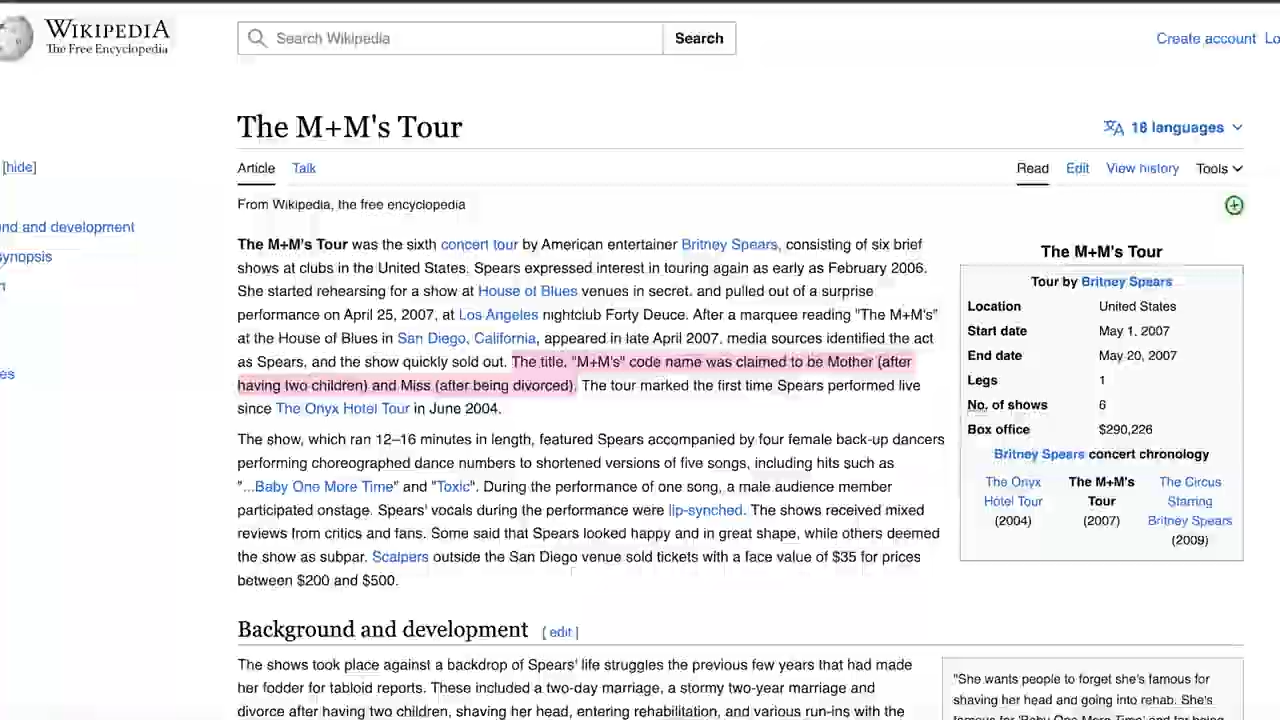 WIKIPEDIA
The Free Encyclopedia
Search Wikipedia
Search
Create account
The M+M's Tour
18 languages
[hide]
Article
Talk
Read
Edit
View history
Tools
From Wikipedia, the free encyclopedia
and development
synopsis
The M+M's Tour was the sixth concert tour by American entertainer Britney Spears, consisting of six brief
shows at clubs in the United States. Spears expressed interest in touring again as early as February 2006.
She started rehearsing for a show at House of Blues venues in secret, and pulled out of a surprise
performance on April 25, 2007, at Los Angeles nightclub Forty Deuce. After a marquee reading "The M+M's"
at the House of Blues in San Diego, California, appeared in late April 2007, media sources identified the act
as Spears, and the show quickly sold out. The title, "M+M's" code name was claimed to be Mother (after
having two children) and Miss (after being divorced). The tour marked the first time Spears performed live
since The Onyx Hotel Tour in June 2004.
The show, which ran 12–16 minutes in length, featured Spears accompanied by four female back-up dancers
performing choreographed dance numbers to shortened versions of five songs, including hits such as
"...Baby One More Time" and "Toxic". During the performance of one song, a male audience member
participated onstage. Spears' vocals during the performance were lip-synched. The shows received mixed
reviews from critics and fans. Some said that Spears looked happy and in great shape, while others deemed
the show as subpar. Scalpers outside the San Diego venue sold tickets with a face value of $35 for prices
between $200 and $500.
The M+M's Tour
Tour by Britney Spears
Location United States
Start date May 1, 2007
End date May 20, 2007
Legs 1
No. of shows 6
Box office $290,226
Britney Spears concert chronology
The Onyx
Hotel Tour
(2004)
The M+M's
Tour
(2007)
The Circus
Starring
Britney Spears
(2009)
Background and development [ edit ]
The shows took place against a backdrop of Spears' life struggles the previous few years that had made
her fodder for tabloid reports. These included a two-day marriage, a stormy two-year marriage and
divorce after having two children, shaving her head, entering rehabilitation, and various run-ins with the
"She wants people to forget she's famous for
shaving her head and going into rehab. She's
famous for 'Baby One More Time' and for being